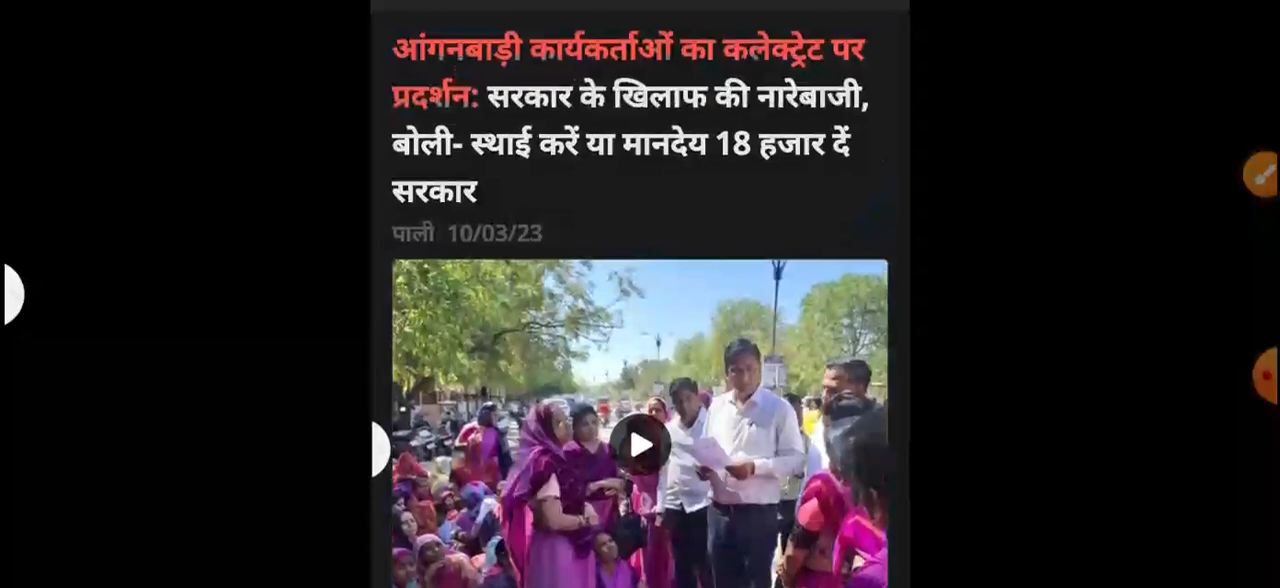 आंगनबाड़ी कार्यकर्ताओं का कलेक्ट्रेट पर
प्रदर्शन: सरकार के खिलाफ की नारेबाजी,
बोली- स्थाई करें या मानदेय 18 हजार दें
सरकार
पाली 10/03/23